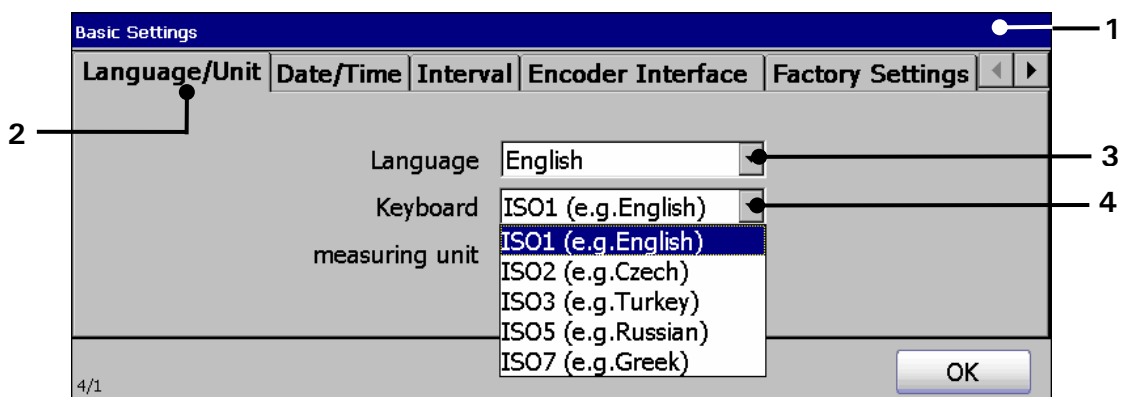 Basic Settings
1
Language/Unit Date/Time Interval Encoder Interface Factory Settings
2
Language English
3
Keyboard ISO1 (e.g.English)
4
measuring unit
ISO1 (e.g.English)
ISO2 (e.g.Czech)
ISO3 (e.g.Turkey)
ISO5 (e.g.Russian)
ISO7 (e.g.Greek)
4/1
OK